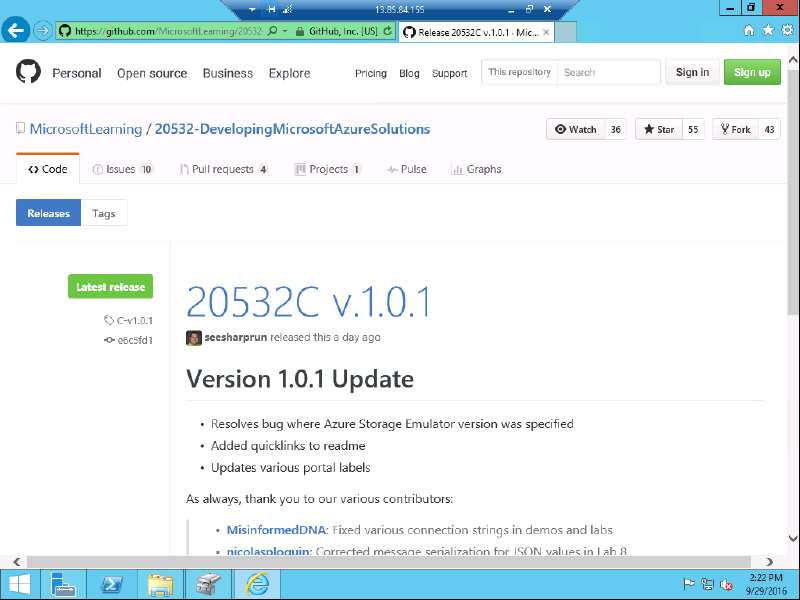 13.85.84.155
https://github.com/MicrosoftLearning/20532-
GitHub, Inc. [US]
Release 20532C v.1.0.1 · Mic...
Personal Open source Business Explore Pricing Blog Support This repository Search Sign in Sign up
MicrosoftLearning / 20532-DevelopingMicrosoftAzureSolutions
Watch 36 Star 55 Fork 43
Code Issues 10 Pull requests 4 Projects 1 Pulse Graphs
Releases Tags
Latest release
C-v1.0.1
e6c5fd1
20532C v.1.0.1
seesharprun released this a day ago
Version 1.0.1 Update
• Resolves bug where Azure Storage Emulator version was specified
• Added quicklinks to readme
• Updates various portal labels
As always, thank you to our various contributors:
• MisinformedDNA: Fixed various connection strings in demos and labs
• nicolasploquin: Corrected message serialization for JSON values in Lab 8
2:22 PM
9/29/2016